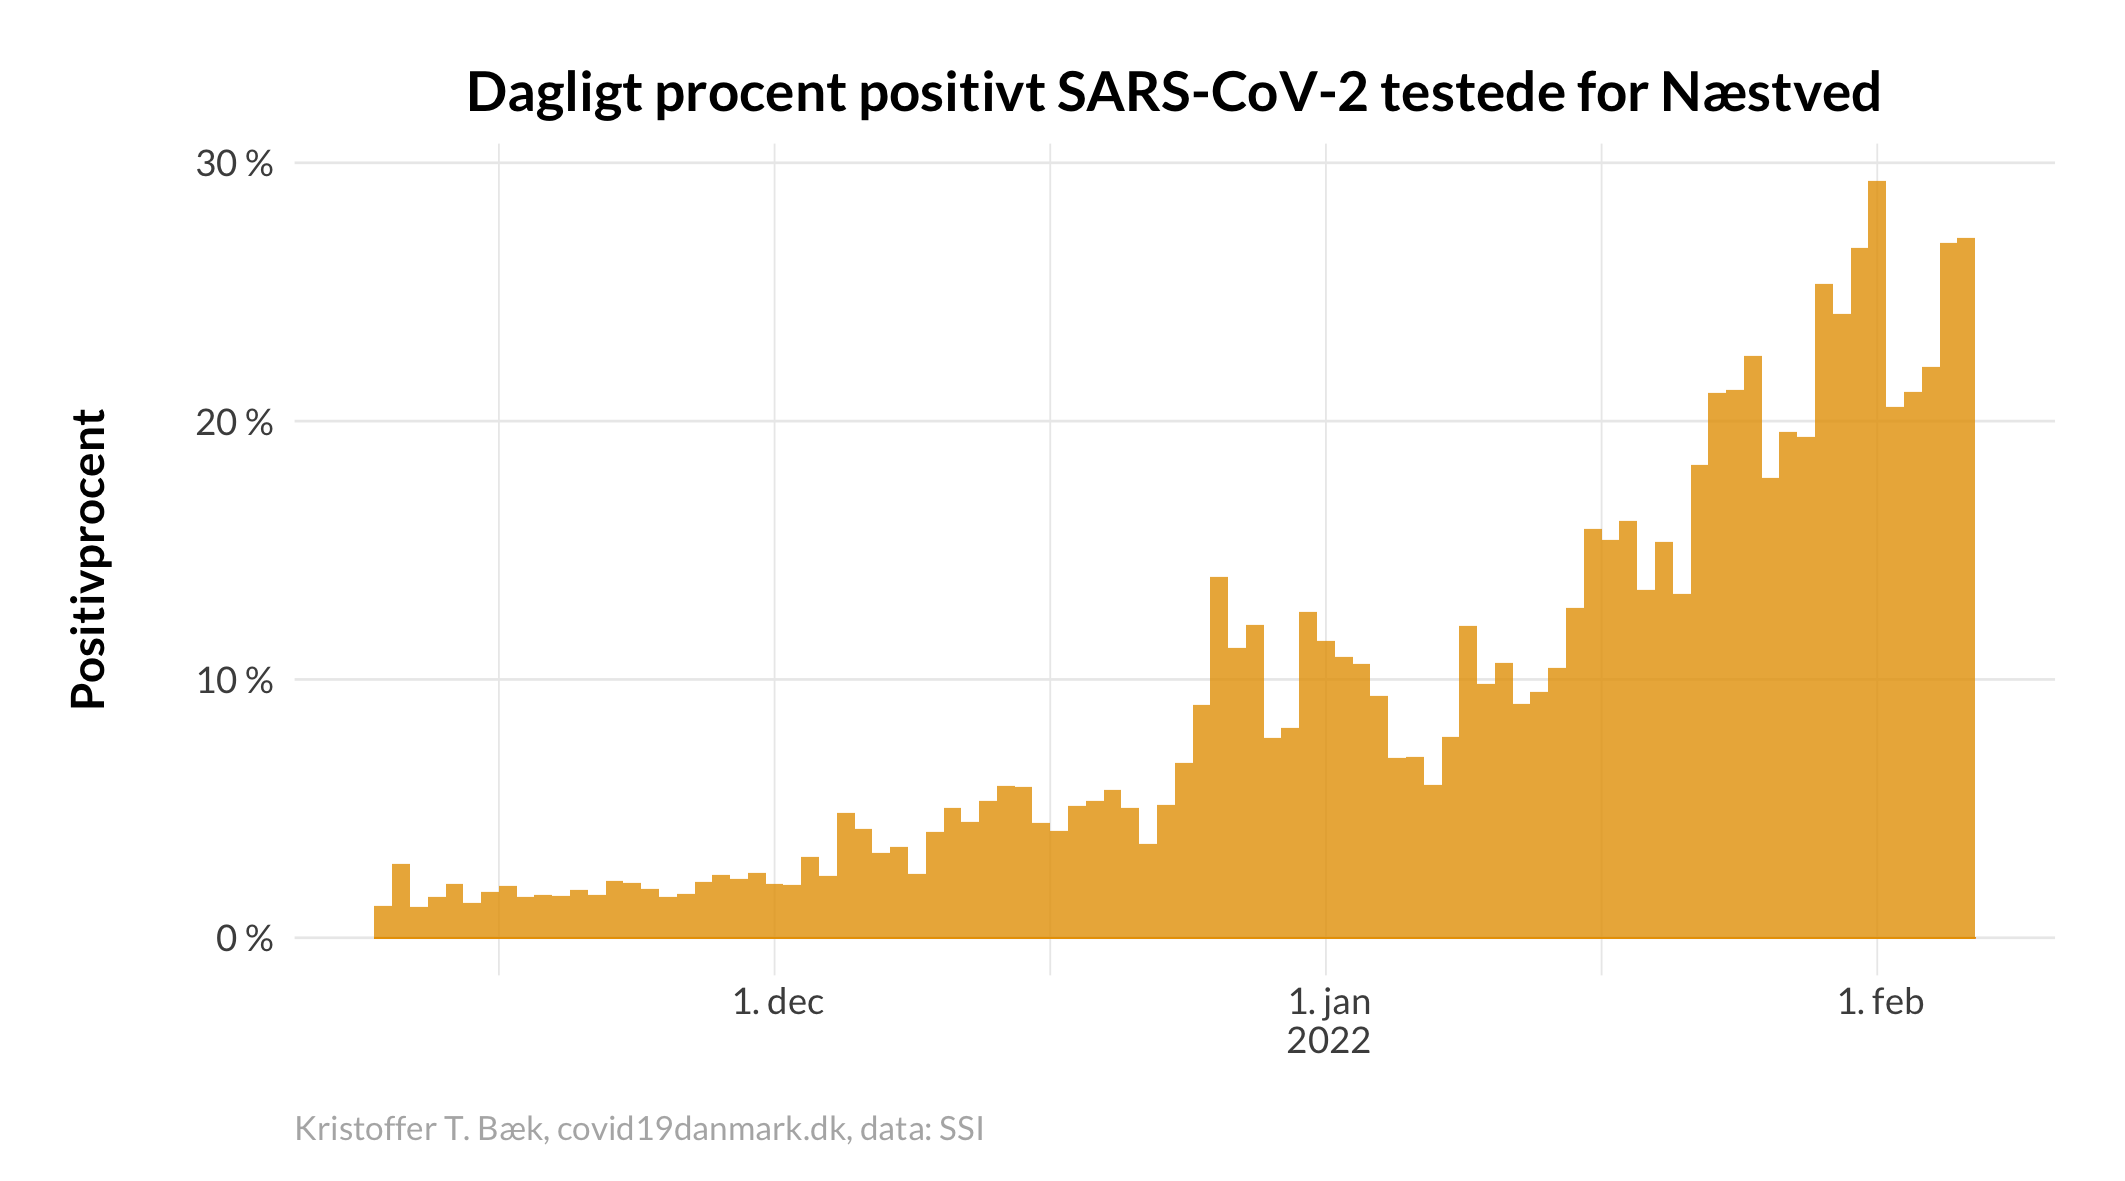 Dagligt procent positivt SARS-CoV-2 testede for Næstved
Positivprocent
30 %
20 %
10 %
0 %
1. dec
1. jan
2022
1. feb
Kristoffer T. Bæk, covid19danmark.dk, data: SSI